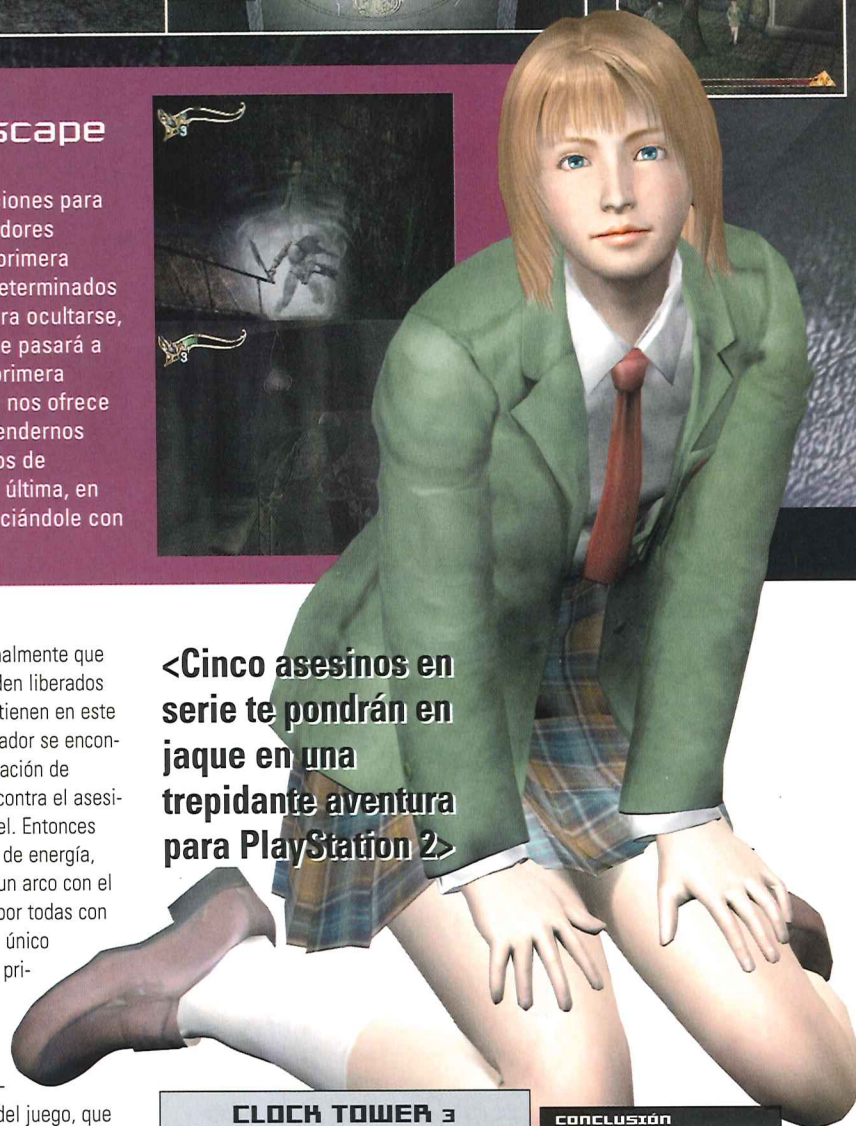 scape
iones para
dores
primera
eterminados
ra ocultarse,
e pasará a
primera
nos ofrece
endernos
os de
última, en
ciándole con
3
3
almente que
den liberados
tienen en este
ador se encon-
ación de
contra el asesi-
el. Entonces
de energía,
un arco con el
por todas con
único
pri-
del juego, que
<Cinco asesinos en
serie te pondrán en
jaque en una
trepidante aventura
para PlayStation 2>
CLOCK TOWER 3
CONCLUSIÓN